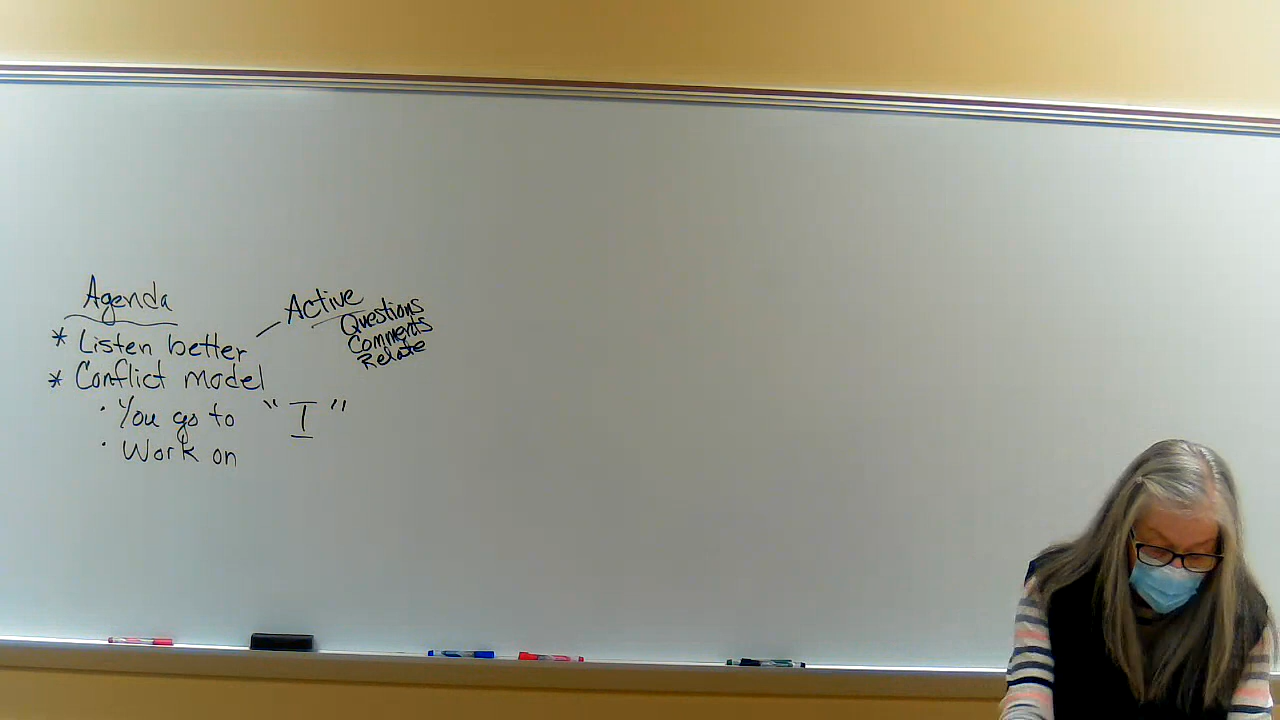 Agenda
* Listen better
Active
Questions
Comments
Relate
* Conflict model
· You go to "I"
· Work on